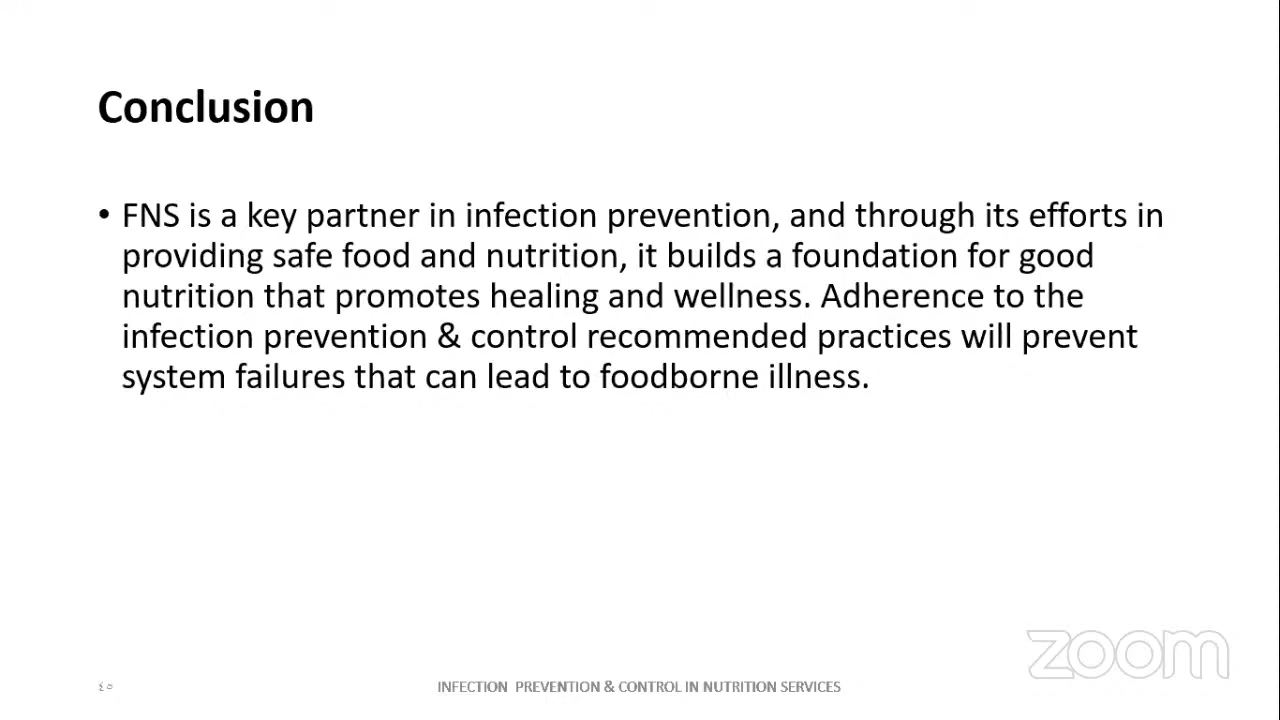 Conclusion
• FNS is a key partner in infection prevention, and through its efforts in
providing safe food and nutrition, it builds a foundation for good
nutrition that promotes healing and wellness. Adherence to the
infection prevention & control recommended practices will prevent
system failures that can lead to foodborne illness.
zoom
INFECTION PREVENTION & CONTROL IN NUTRITION SERVICES